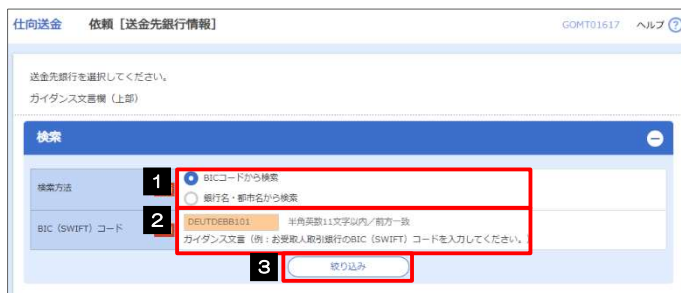 仕向送金 依頼［送金先銀行情報］ GOMT01617 ヘルプ ?
送金先銀行を選択してください。
ガイダンス文言欄（上部）
検索
検索方法 1 BICコードから検索
銀行名・都市名から検索
BIC（SWIFT）コード 2 DEUTDEBB101 半角英数11文字以内／前方一致
ガイダンス文言（例：お受取人取引銀行のBIC（SWIFT）コードを入力してください。）
3 絞り込み